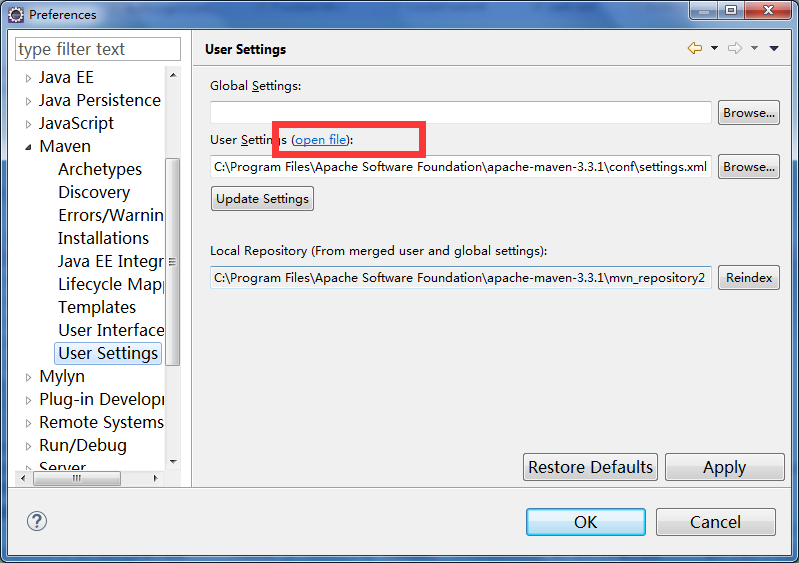 Preferences
type filter text
Java EE
Java Persistence
JavaScript
Maven
Archetypes
Discovery
Errors/Warnin
Installations
Java EE Integr
Lifecycle Map
Templates
User Interface
User Settings
Mylyn
Plug-in Develop
Remote Systems
Run/Debug
Server
User Settings
Global Settings:
Browse...
User Settings (open file):
C:\Program Files\Apache Software Foundation\apache-maven-3.3.1\conf\settings.xml
Browse...
Update Settings
Local Repository (From merged user and global settings):
C:\Program Files\Apache Software Foundation\apache-maven-3.3.1\mvn_repository2
Reindex
Restore Defaults
Apply
?
OK
Cancel